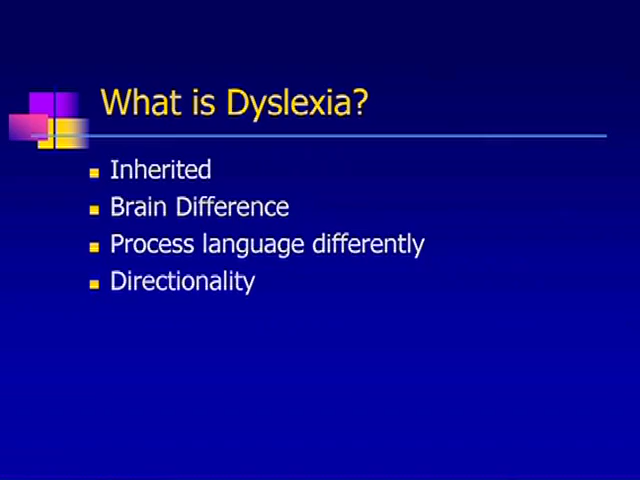 What is Dyslexia?
Inherited
Brain Difference
Process language differently
Directionality